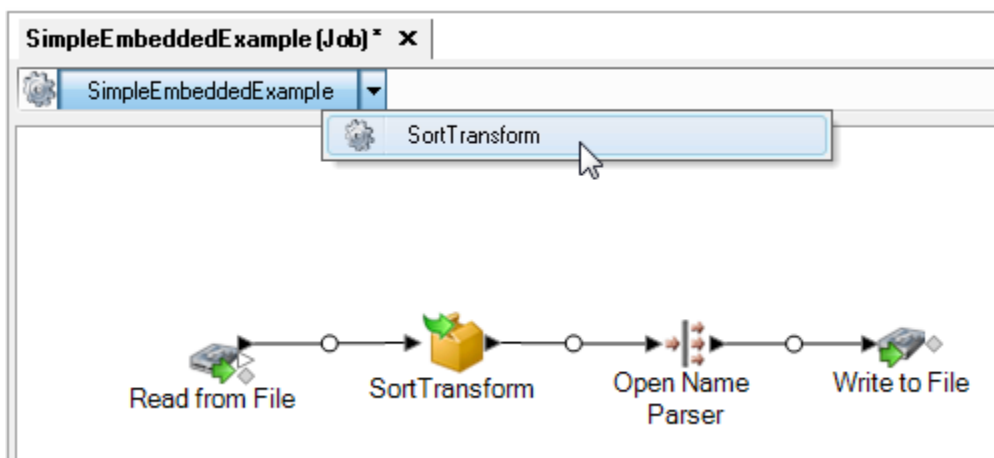 SimpleEmbeddedExample (Job)* X
SimpleEmbeddedExample
SortTransform
Read from File
SortTransform
Open Name
Parser
Write to File